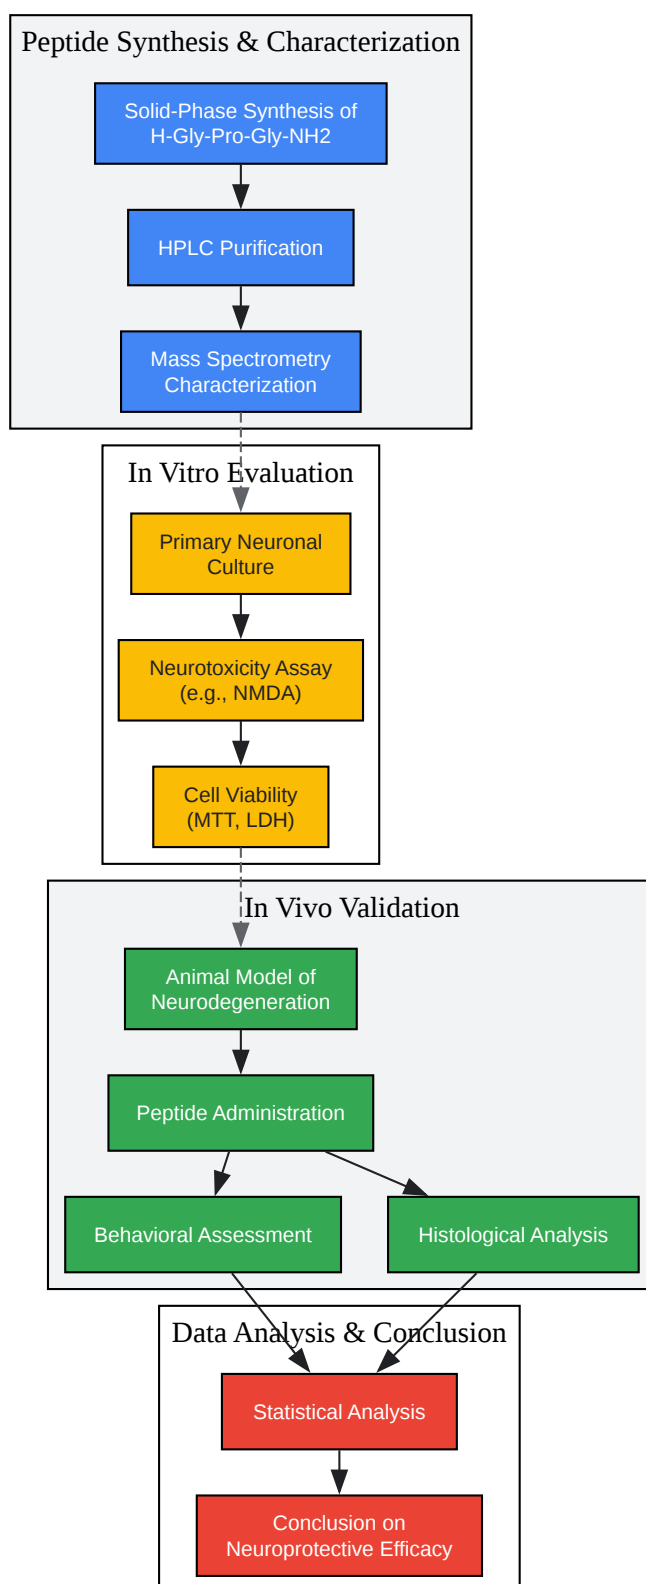 Peptide Synthesis & Characterization
Solid-Phase Synthesis of
H-Gly-Pro-Gly-NH2
HPLC Purification
Mass Spectrometry
Characterization
In Vitro Evaluation
Primary Neuronal
Culture
Neurotoxicity Assay
(e.g., NMDA)
Cell Viability
(MTT, LDH)
In Vivo Validation
Animal Model of
Neurodegeneration
Peptide Administration
Behavioral Assessment
Histological Analysis
Data Analysis & Conclusion
Statistical Analysis
Conclusion on
Neuroprotective Efficacy